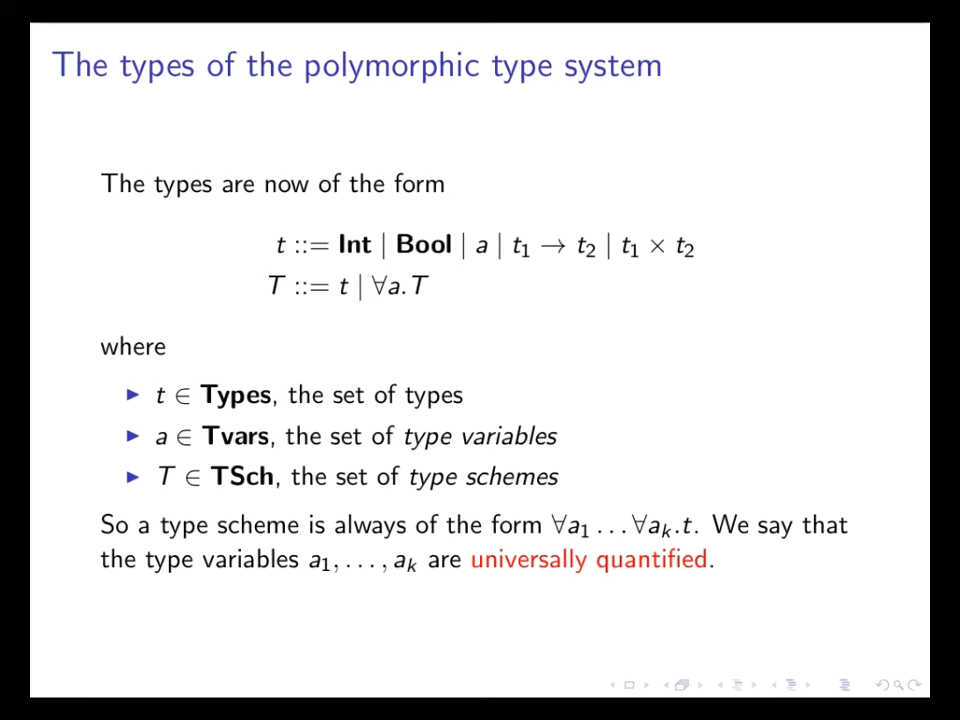 The types of the polymorphic type system
The types are now of the form
t ::= Int | Bool | a | t₁ → t₂ | t₁ × t₂
T ::= t | ∀a.T
where
▶ t ∈ Types, the set of types
▶ a ∈ Tvars, the set of type variables
▶ T ∈ TSch, the set of type schemes
So a type scheme is always of the form ∀a₁ . . . ∀aₖ.t. We say that
the type variables a₁, . . . , aₖ are universally quantified.